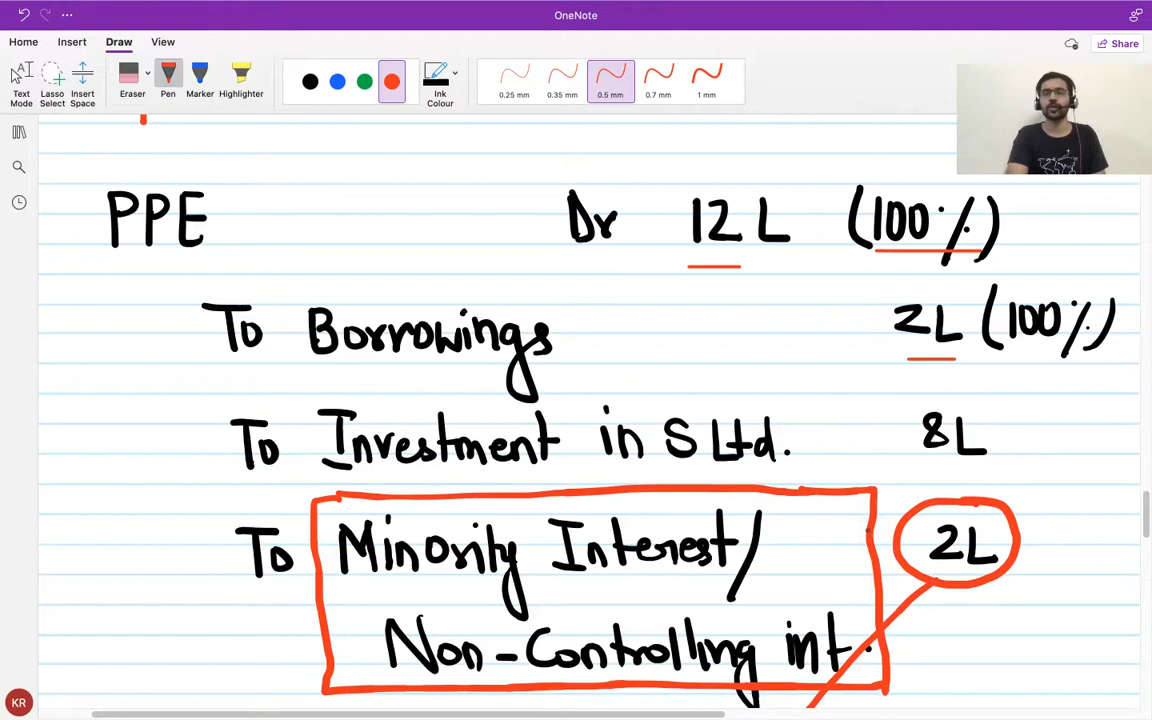 OneNote
Home Insert Draw View
Share
Text Mode
Lasso Select
Insert Space
Eraser
Pen
Marker
Highlighter
Ink Colour
0.25 mm
0.35 mm
0.5 mm
0.7 mm
1 mm
PPE Dr 12 L (100%)
To Borrowings 2L (100%)
To Investment in S Ltd. 8L
To Minority Interest/ 2L
Non-Controlling int.
KR